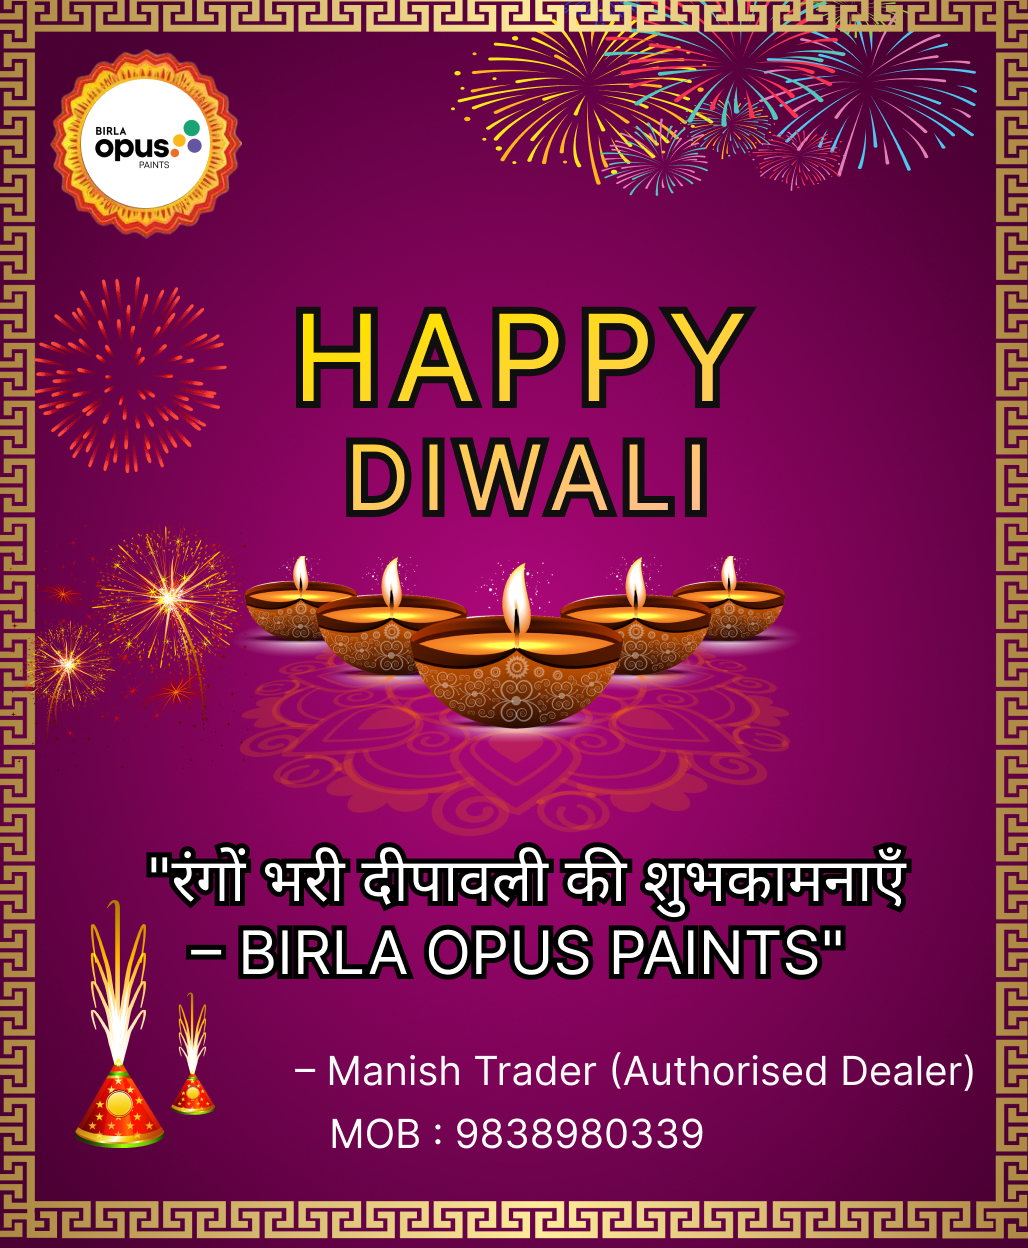 BIRLA
opus
PAINTS
HAPPY
DIWALI
"रंगों भरी दीपावली की शुभकामनाएँ
– BIRLA OPUS PAINTS"
– Manish Trader (Authorised Dealer)
MOB : 9838980339